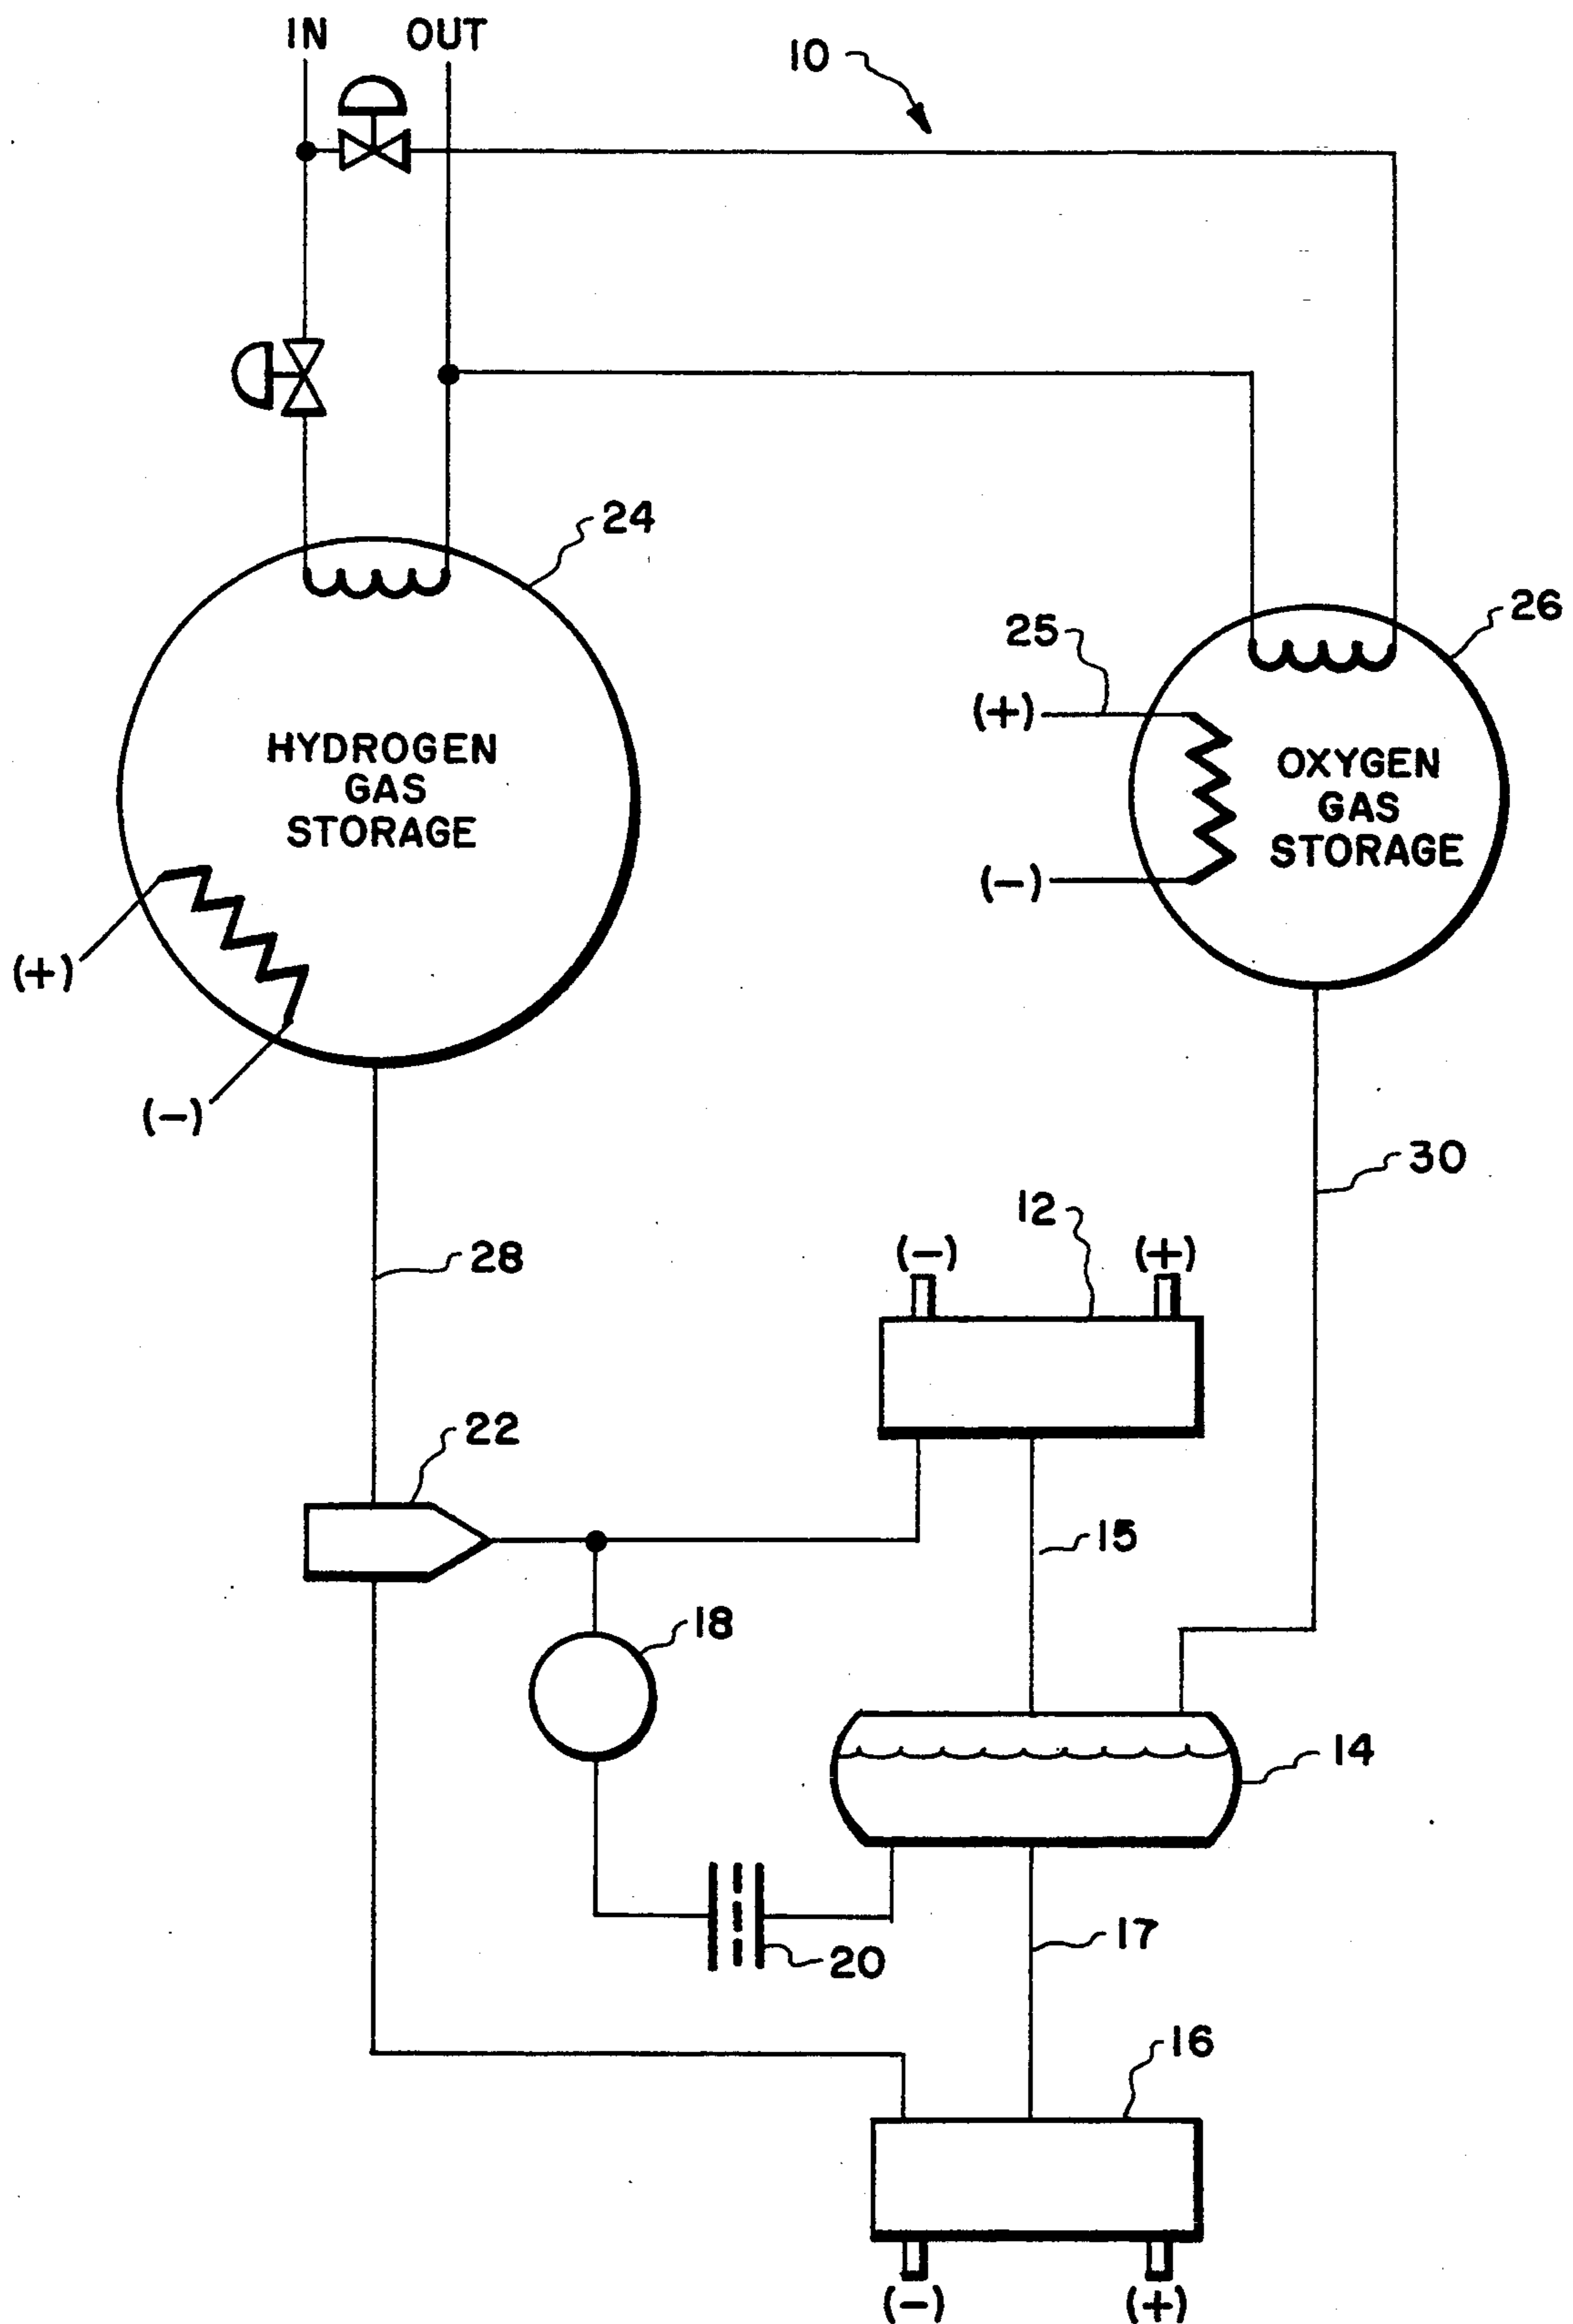 IN OUT
10
24
26
25
(+)
HYDROGEN
GAS
STORAGE
OXYGEN
GAS
STORAGE
(-)
(+)
(-)
30
12
28
(-) (+)
22
15
18
14
17
20
16
(-) (+)